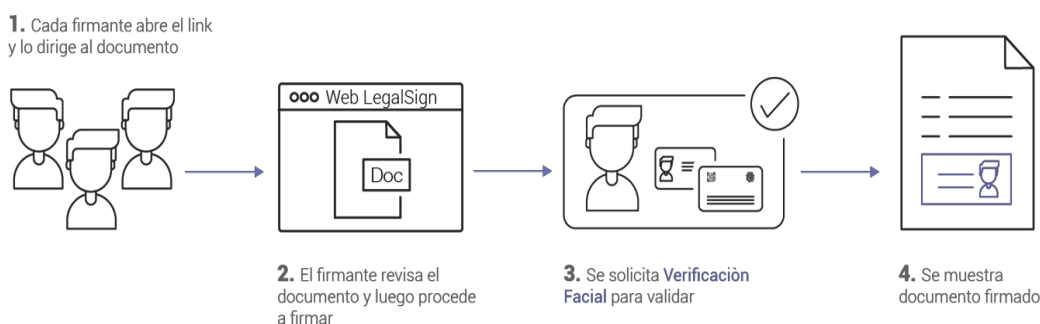 1. Cada firmante abre el link
y lo dirige al documento
ooo Web LegalSign
Doc
2. El firmante revisa el
documento y luego procede
a firmar
3. Se solicita Verificaciòn
Facial para validar
4. Se muestra
documento firmado